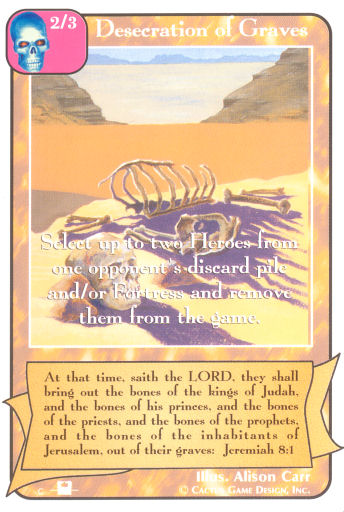 2/3
Desecration of Graves
Select up to two Heroes from
one opponent's discard pile
and/or Fortress and remove
them from the game.
At that time, saith the LORD, they shall
bring out the bones of the kings of Judah,
and the bones of his princes, and the bones
of the priests, and the bones of the prophets,
and the bones of the inhabitants of
Jerusalem, out of their graves: Jeremiah 8:1
Illus. Alison Carr
C
© Cactus Game Design, Inc.